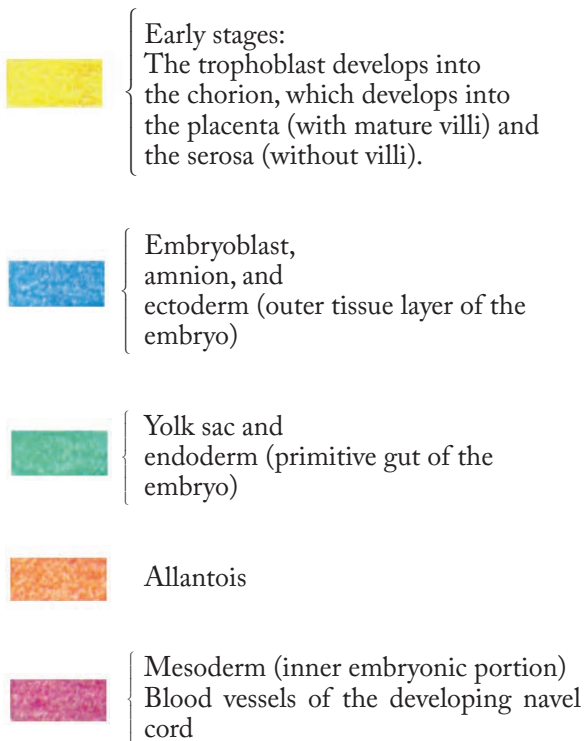 Early stages:
The trophoblast develops into
the chorion, which develops into
the placenta (with mature villi) and
the serosa (without villi).
Embryoblast,
amnion, and
ectoderm (outer tissue layer of the
embryo)
Yolk sac and
endoderm (primitive gut of the
embryo)
Allantois
Mesoderm (inner embryonic portion)
Blood vessels of the developing navel
cord